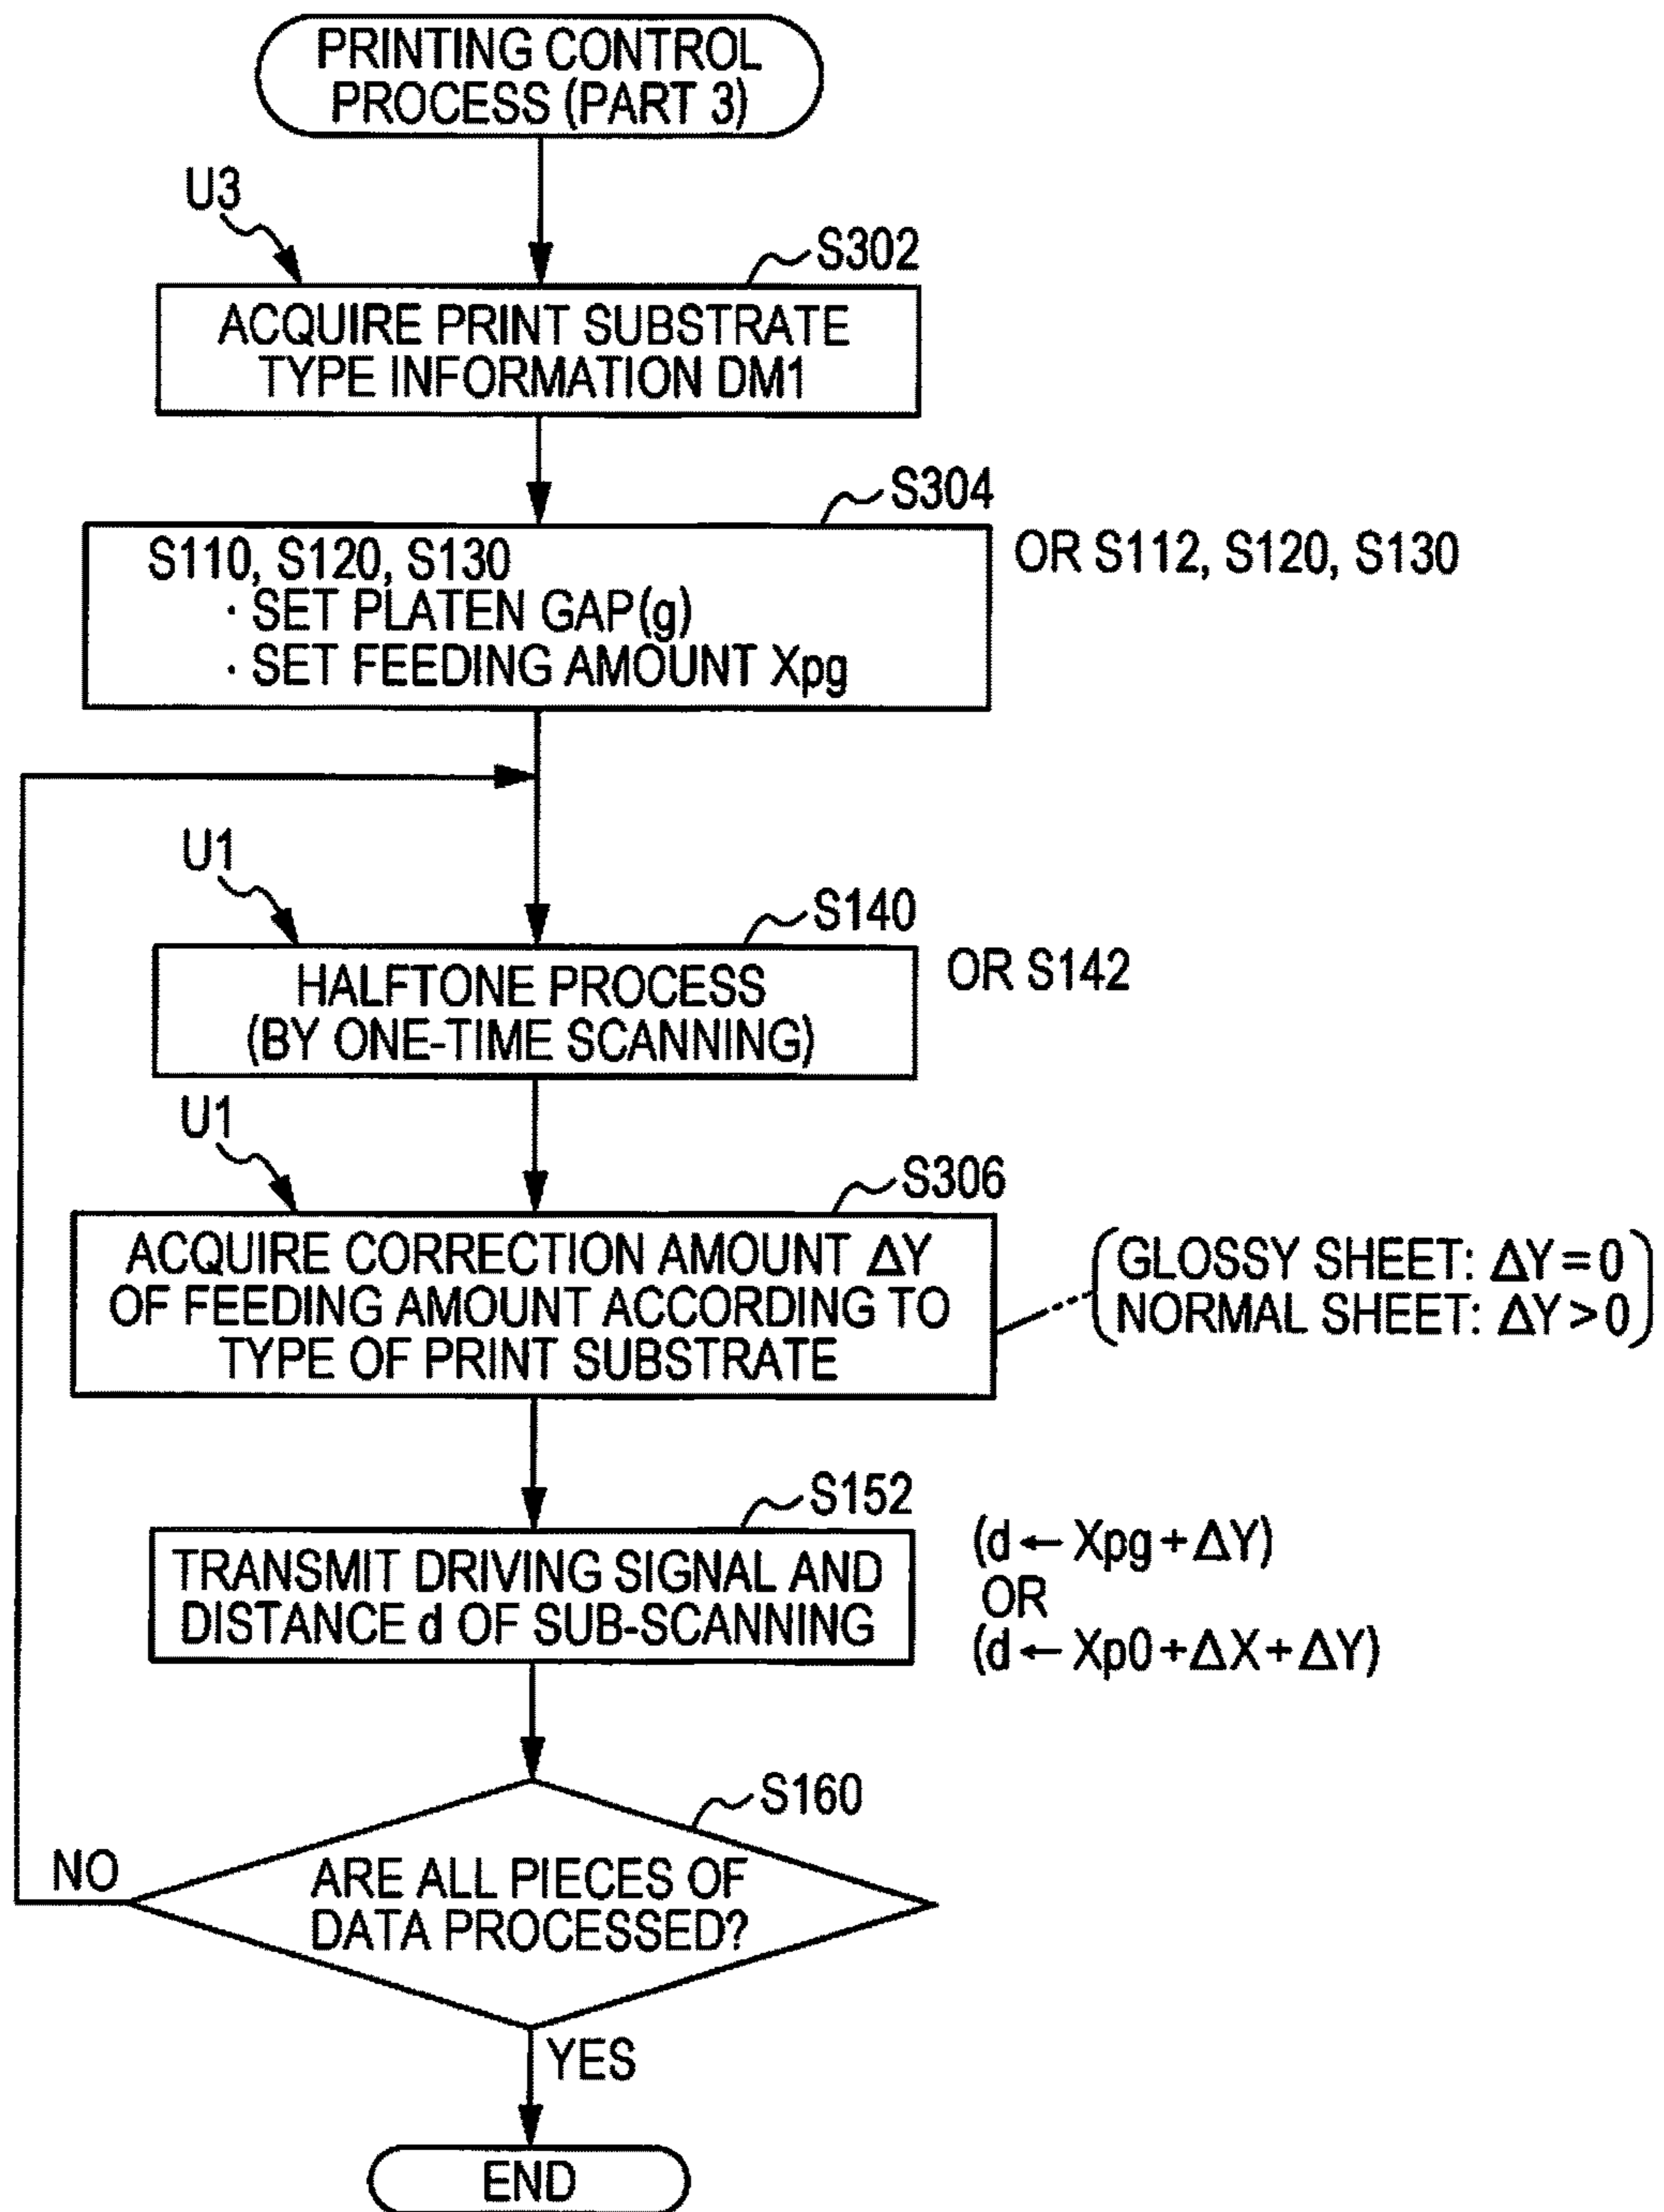 PRINTING CONTROL
PROCESS (PART 3)
U3
S302
ACQUIRE PRINT SUBSTRATE
TYPE INFORMATION DM1
S304
S110, S120, S130
· SET PLATEN GAP(g)
· SET FEEDING AMOUNT Xpg
OR S112, S120, S130
U1
S140
HALFTONE PROCESS
(BY ONE-TIME SCANNING)
OR S142
U1
S306
ACQUIRE CORRECTION AMOUNT ΔY
OF FEEDING AMOUNT ACCORDING TO
TYPE OF PRINT SUBSTRATE
(GLOSSY SHEET: ΔY=0
NORMAL SHEET: ΔY>0)
S152
TRANSMIT DRIVING SIGNAL AND
DISTANCE d OF SUB-SCANNING
(d ← Xpg+ΔY)
OR
(d ← Xp0+ΔX+ΔY)
S160
NO
ARE ALL PIECES OF
DATA PROCESSED?
YES
END